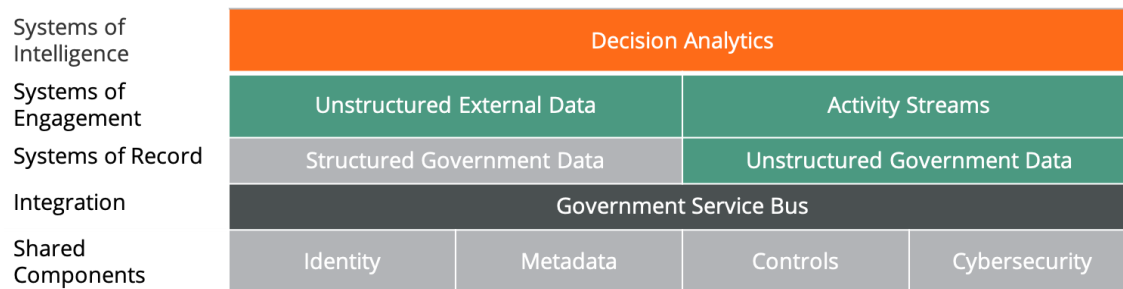 Systems of
Intelligence
Decision Analytics
Systems of
Engagement
Unstructured External Data
Activity Streams
Systems of Record
Structured Government Data
Unstructured Government Data
Integration
Government Service Bus
Shared
Components
Identity
Metadata
Controls
Cybersecurity